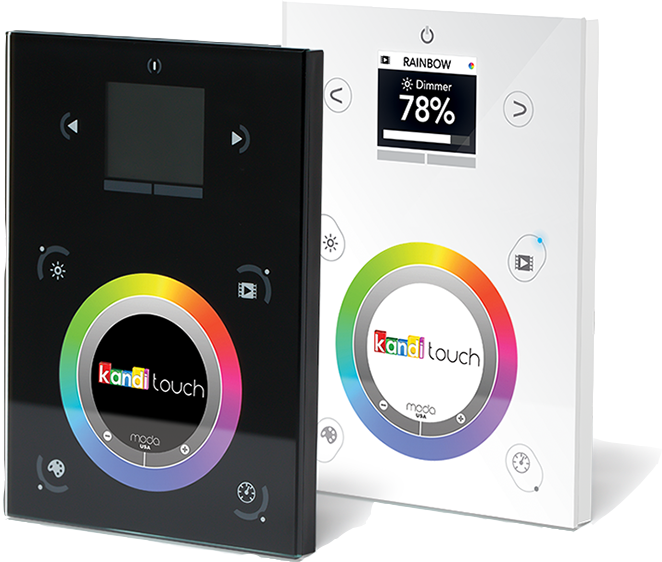 kandi touch
moda
USA
RAINBOW
Dimmer
78%
kandi touch
moda
USA